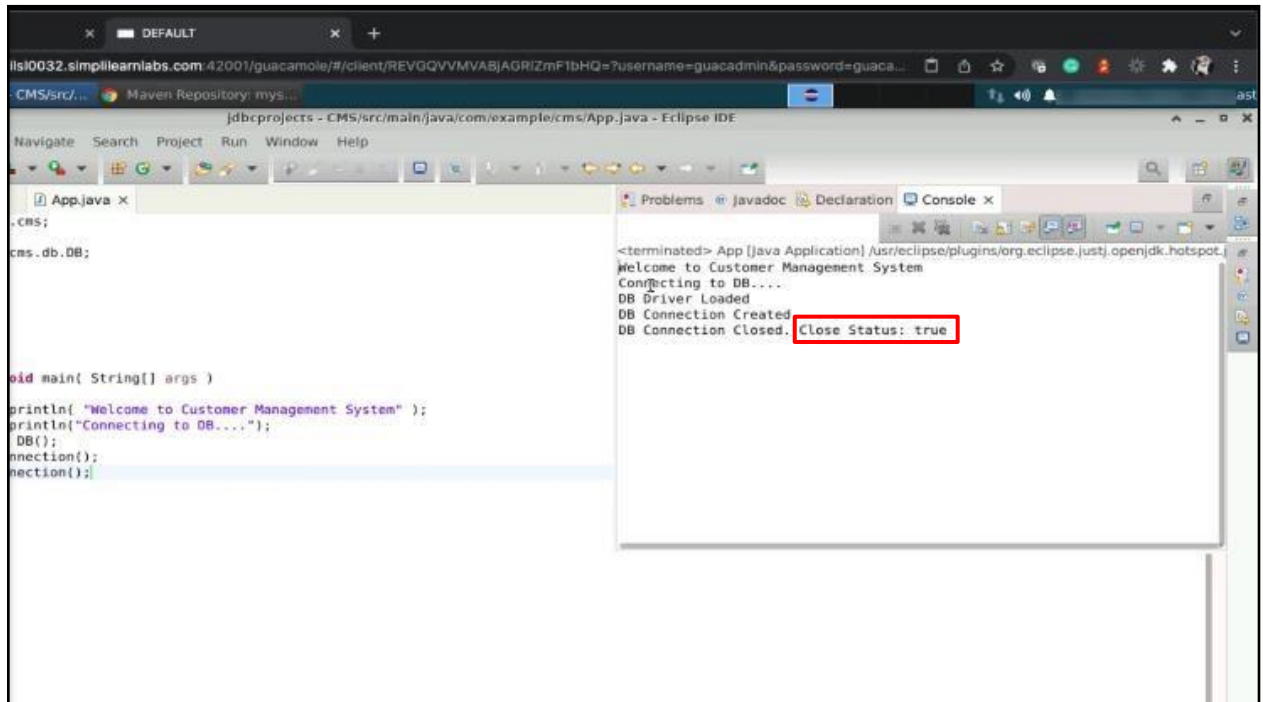 DEFAULT
ilsl0032.simplilearnlabs.com:42001/guacamole/#/client/REVGQVVMVABjAGRlZmF1bHQ=?username=guacadmin&password=guaca...
CMS/src/... Maven Repository: mys...
ast
jdbcprojects - CMS/src/main/java/com/example/cms/App.java - Eclipse IDE
Navigate Search Project Run Window Help
App.java
Problems Javadoc Declaration Console
.cms;
cms.db.DB;
<terminated> App [Java Application] /usr/eclipse/plugins/org.eclipse.justj.openjdk.hotspot.j
Welcome to Customer Management System
Connecting to DB....
DB Driver Loaded
DB Connection Created
DB Connection Closed. Close Status: true
oid main( String[] args )
println( "Welcome to Customer Management System" );
println("Connecting to DB....");
DB();
nnection();
nection();